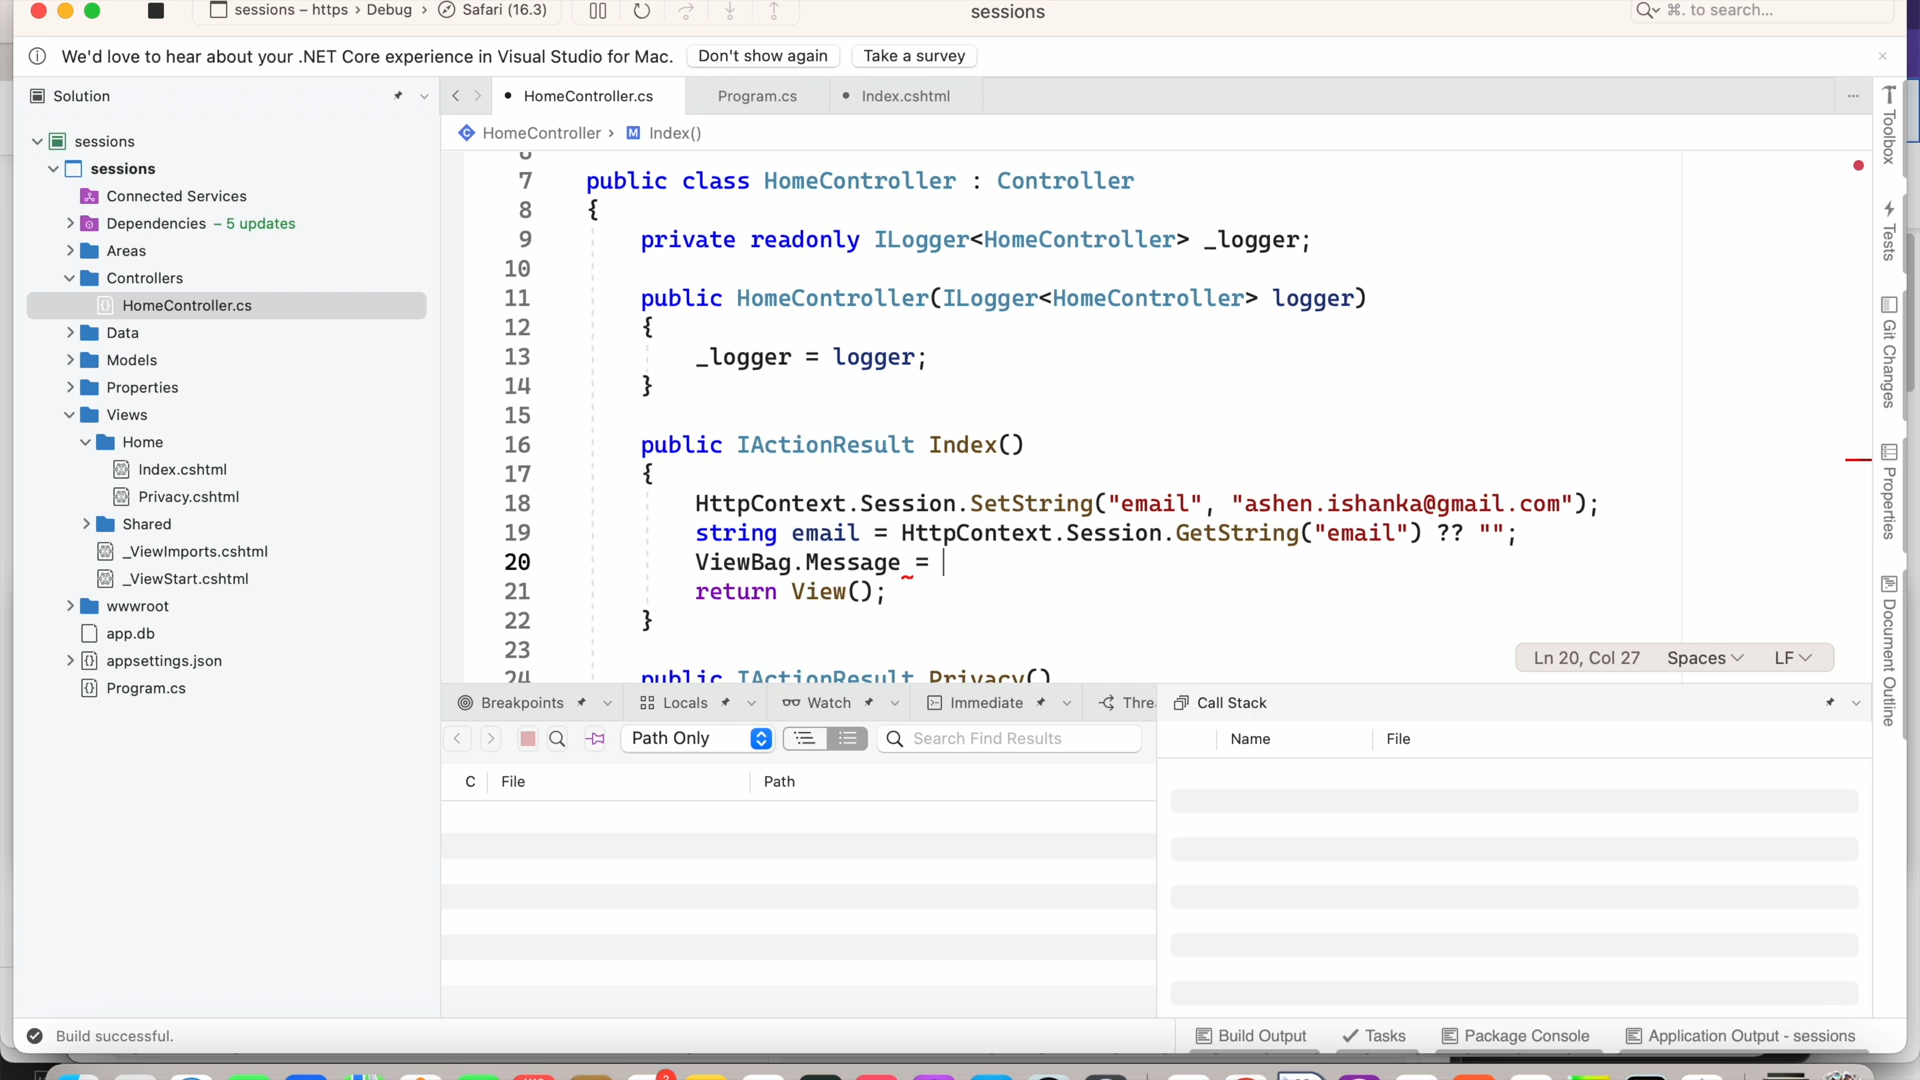 sessions – https › Debug › Safari (16.3)
sessions
⌘. to search...
We'd love to hear about your .NET Core experience in Visual Studio for Mac.
Don't show again
Take a survey
Solution
HomeController.cs
Program.cs
Index.cshtml
HomeController › M Index()
sessions
sessions
Connected Services
Dependencies – 5 updates
Areas
Controllers
HomeController.cs
Data
Models
Properties
Views
Home
Index.cshtml
Privacy.cshtml
Shared
_ViewImports.cshtml
_ViewStart.cshtml
wwwroot
app.db
appsettings.json
Program.cs
6
7 public class HomeController : Controller
8 {
9 private readonly ILogger<HomeController> _logger;
10
11 public HomeController(ILogger<HomeController> logger)
12 {
13 _logger = logger;
14 }
15
16 public IActionResult Index()
17 {
18 HttpContext.Session.SetString("email", "ashen.ishanka@gmail.com");
19 string email = HttpContext.Session.GetString("email") ?? "";
20 ViewBag.Message =
21 return View();
22 }
23
24 public IActionResult Privacy()
Ln 20, Col 27 Spaces LF
Toolbox
Tests
Git Changes
Properties
Document Outline
Breakpoints
Locals
Watch
Immediate
Thre
Call Stack
Path Only
Search Find Results
Name
File
C
File
Path
Build successful.
Build Output
Tasks
Package Console
Application Output - sessions
2